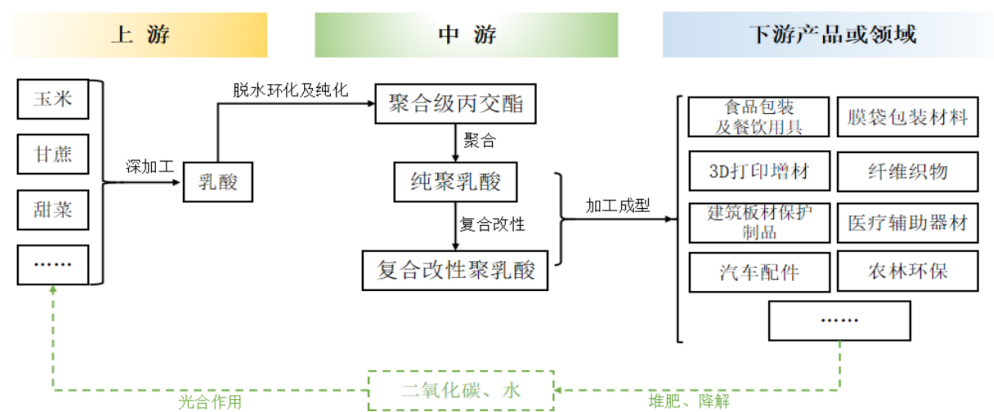 上 游
中 游
下游产品或领域
玉米
甘蔗
甜菜
……
深加工
乳酸
脱水环化及纯化
聚合级丙交酯
聚合
纯聚乳酸
复合改性
复合改性聚乳酸
加工成型
食品包装
及餐饮用具
膜袋包装材料
3D打印增材
纤维织物
建筑板材保护
制品
医疗辅助器材
汽车配件
农林环保
……
二氧化碳、水
光合作用
堆肥、降解